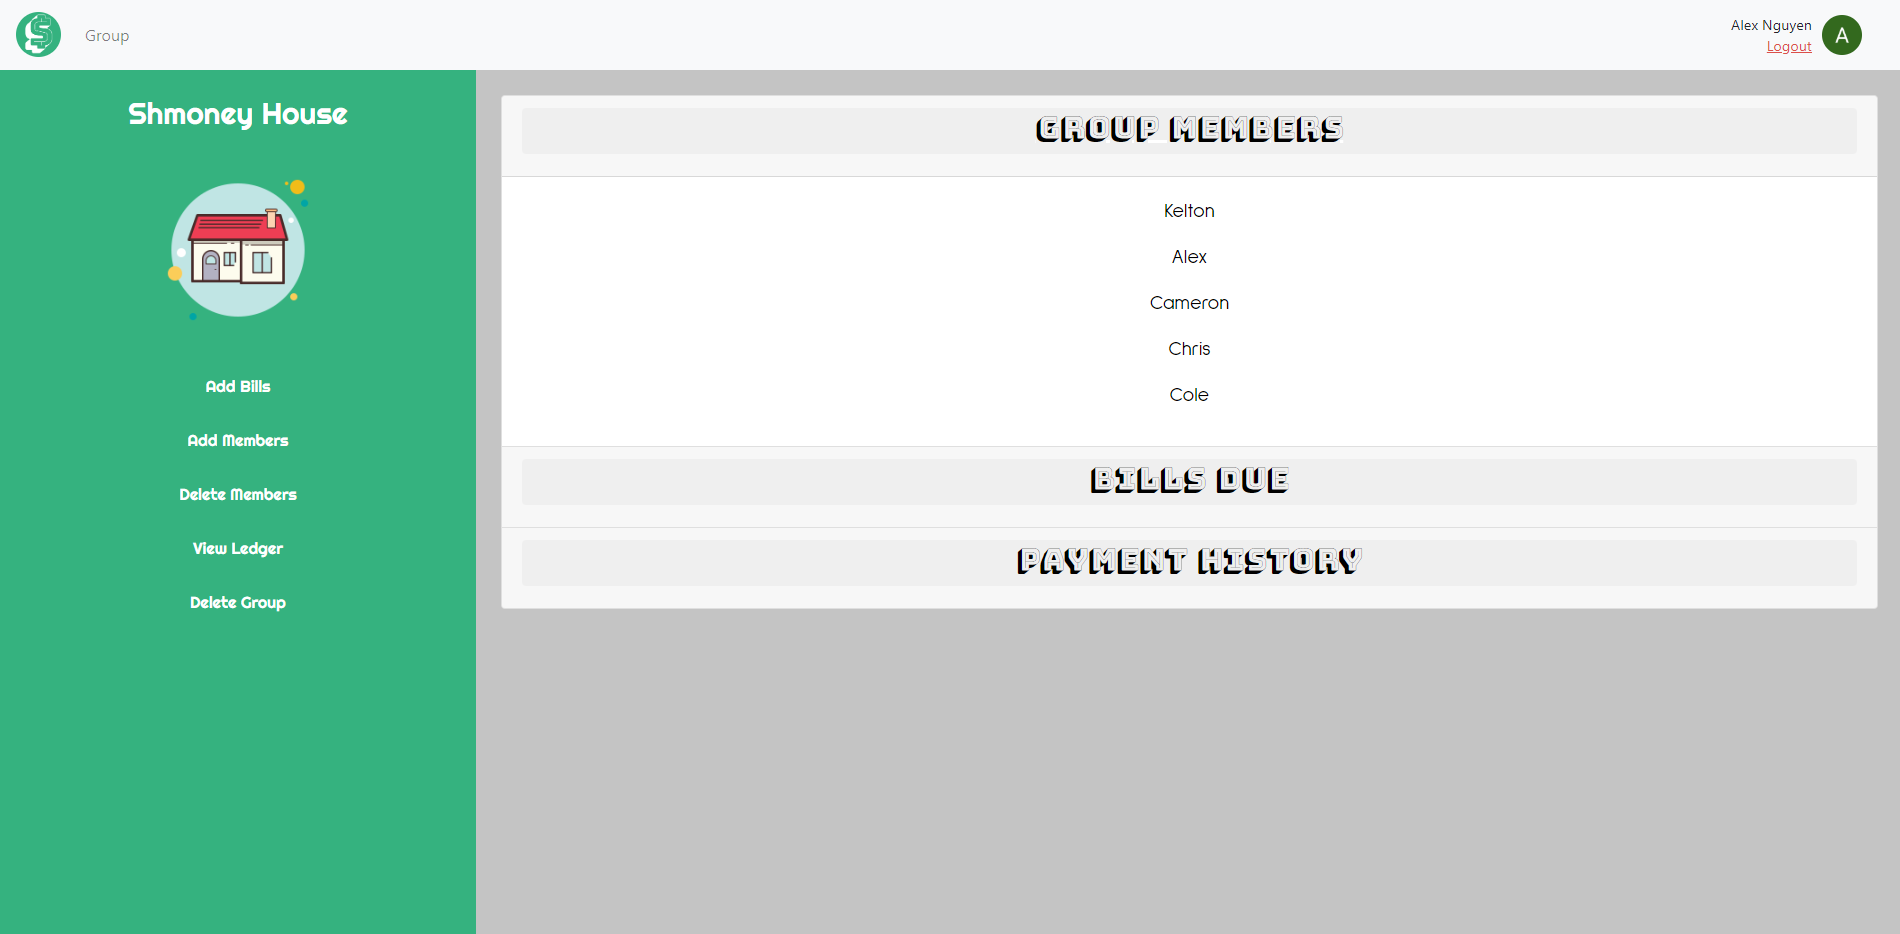 $
Group
Alex Nguyen
Logout
A
Shmoney House
Add Bills
Add Members
Delete Members
View Ledger
Delete Group
GROUP MEMBERS
Kelton
Alex
Cameron
Chris
Cole
BILLS DUE
PAYMENT HISTORY